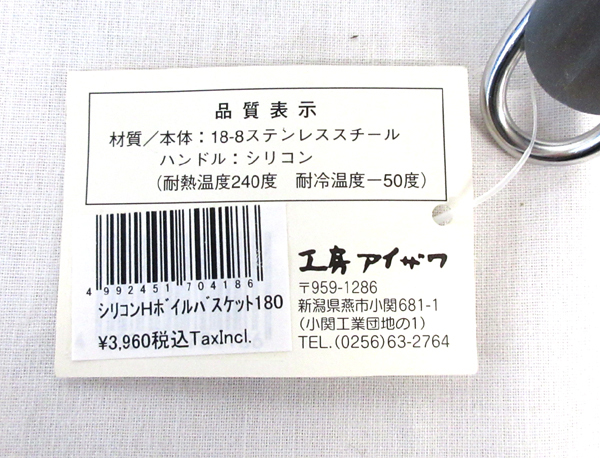 品質表示
材質／本体：18-8ステンレススチール
ハンドル：シリコン
（耐熱温度240度　耐冷温度ー50度）
4 992451 704186
シリコンHボイルバスケット180
¥3,960税込TaxIncl.
工房アイザワ
〒959-1286
新潟県燕市小関681-1
(小関工業団地の1)
TEL.(0256)63-2764